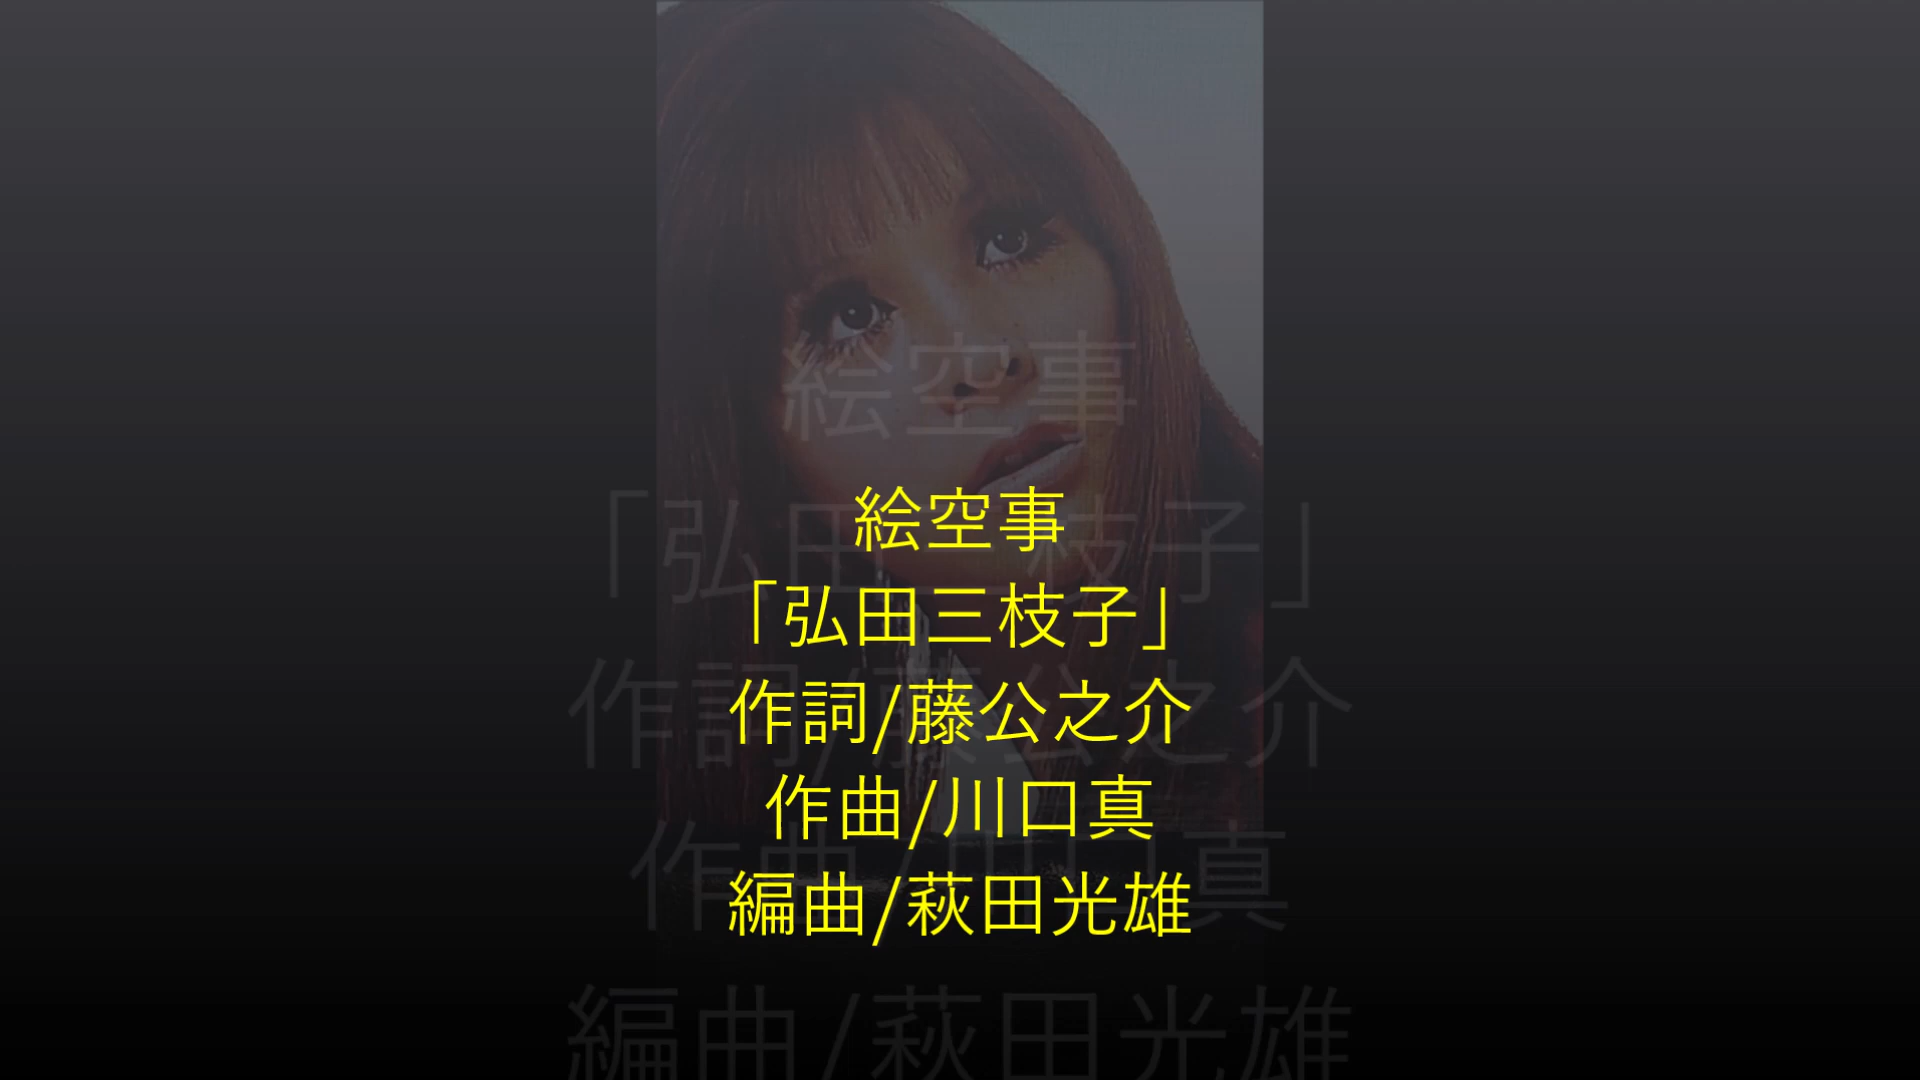 絵空事
「弘田三枝子」
作詞/藤公之介
作曲/川口真
編曲/萩田光雄